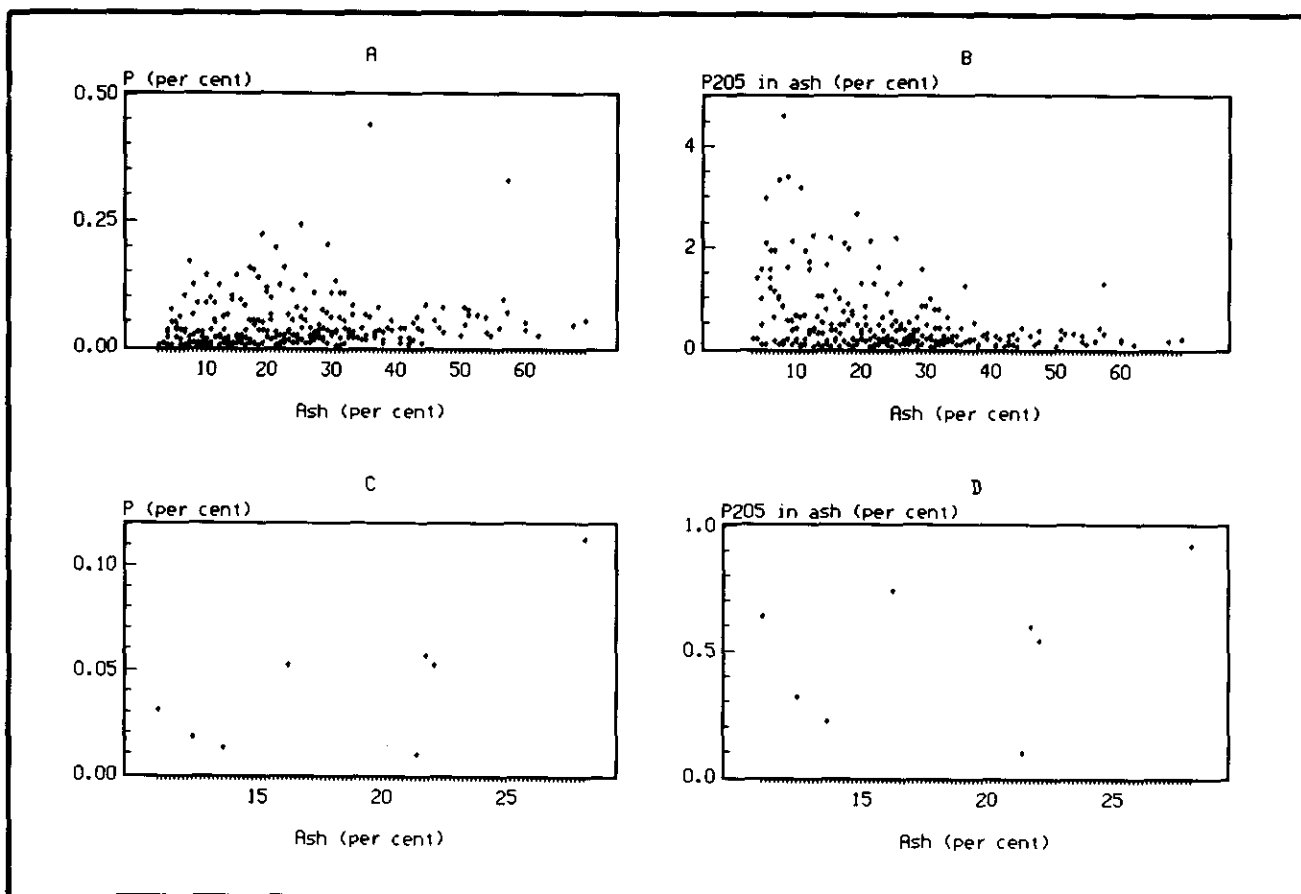 A
P (per cent)
0.50
0.25
0.00
10 20 30 40 50 60
Ash (per cent)
B
P205 in ash (per cent)
4
2
0
10 20 30 40 50 60
Ash (per cent)
C
P (per cent)
0.10
0.05
0.00
15 20 25
Ash (per cent)
D
P205 in ash (per cent)
1.0
0.5
0.0
15 20 25
Ash (per cent)